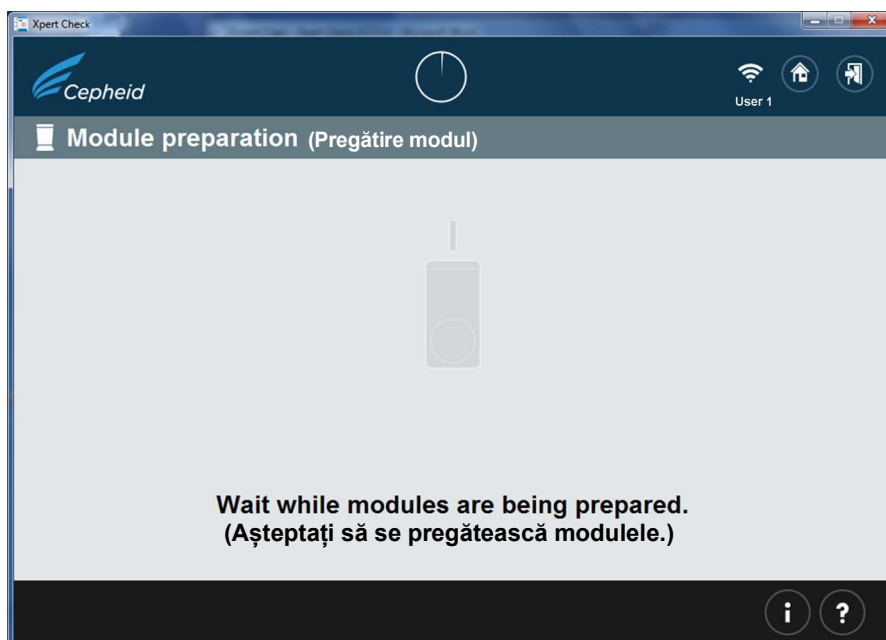 Xpert Check
Cepheid
User 1
Module preparation (Pregătire modul)
Wait while modules are being prepared.
(Așteptați să se pregătească modulele.)
i ?